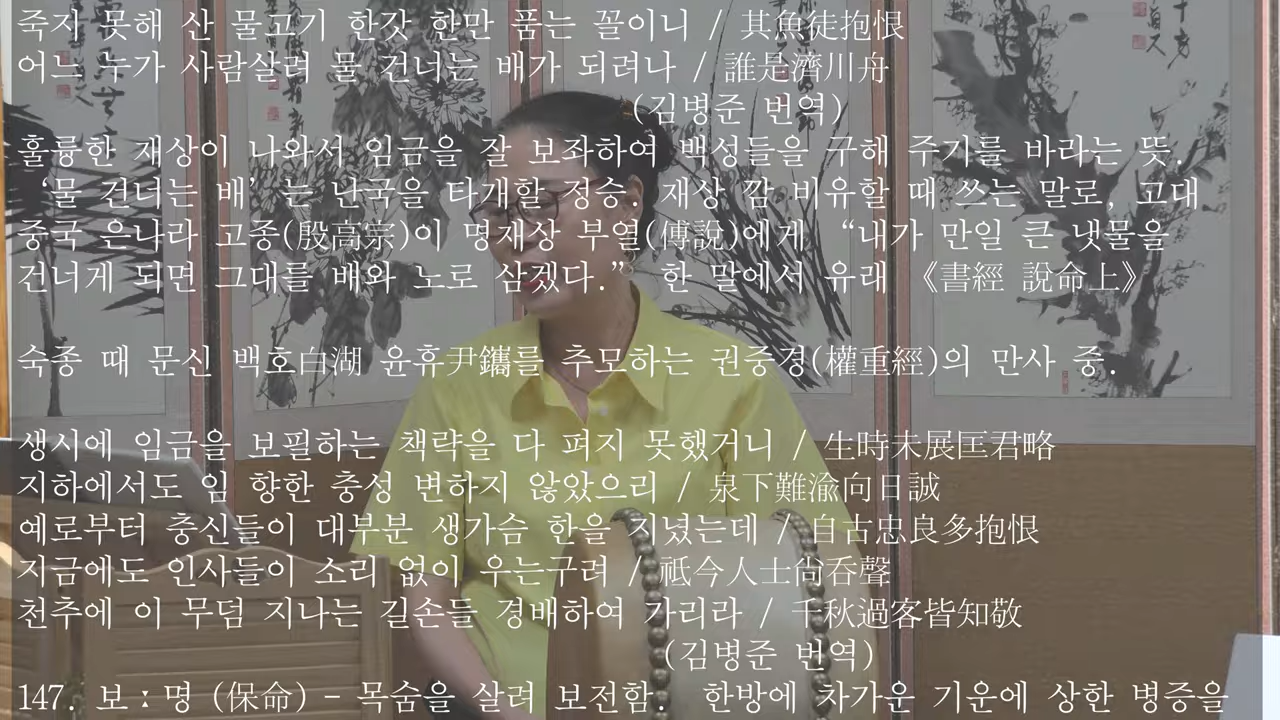 죽지 못해 산 물고기 한갓 한만 품는 꼴이니 / 其魚徒抱恨
어느 누가 사람살려 물 건너는 배가 되려나 / 誰是濟川舟
(김병준 번역)
훌륭한 재상이 나와서 임금을 잘 보좌하여 백성들을 구해 주기를 바라는 뜻.
‘물 건너는 배’는 난국을 타개할 정승. 재상 깜 비유할 때 쓰는 말로, 고대
중국 은나라 고종(殷高宗)이 명재상 부열(傅說)에게 “내가 만일 큰 냇물을
건너게 되면 그대를 배와 노로 삼겠다.” 한 말에서 유래 《書經 說命上》
숙종 때 문신 백호白湖 윤휴尹鑴를 추모하는 권중경(權重經)의 만사 중.
생시에 임금을 보필하는 책략을 다 펴지 못했거니 / 生時未展匡君略
지하에서도 임 향한 충성 변하지 않았으리 / 泉下難渝向日誠
예로부터 충신들이 대부분 생가슴 한을 지녔는데 / 自古忠良多抱恨
지금에도 인사들이 소리 없이 우는구려 / 祗今人士尙呑聲
천추에 이 무덤 지나는 길손들 경배하여 가리라 / 千秋過客皆知敬
(김병준 번역)
147. 보：명 (保命) - 목숨을 살려 보전함. 한방에 차가운 기운에 상한 병증을